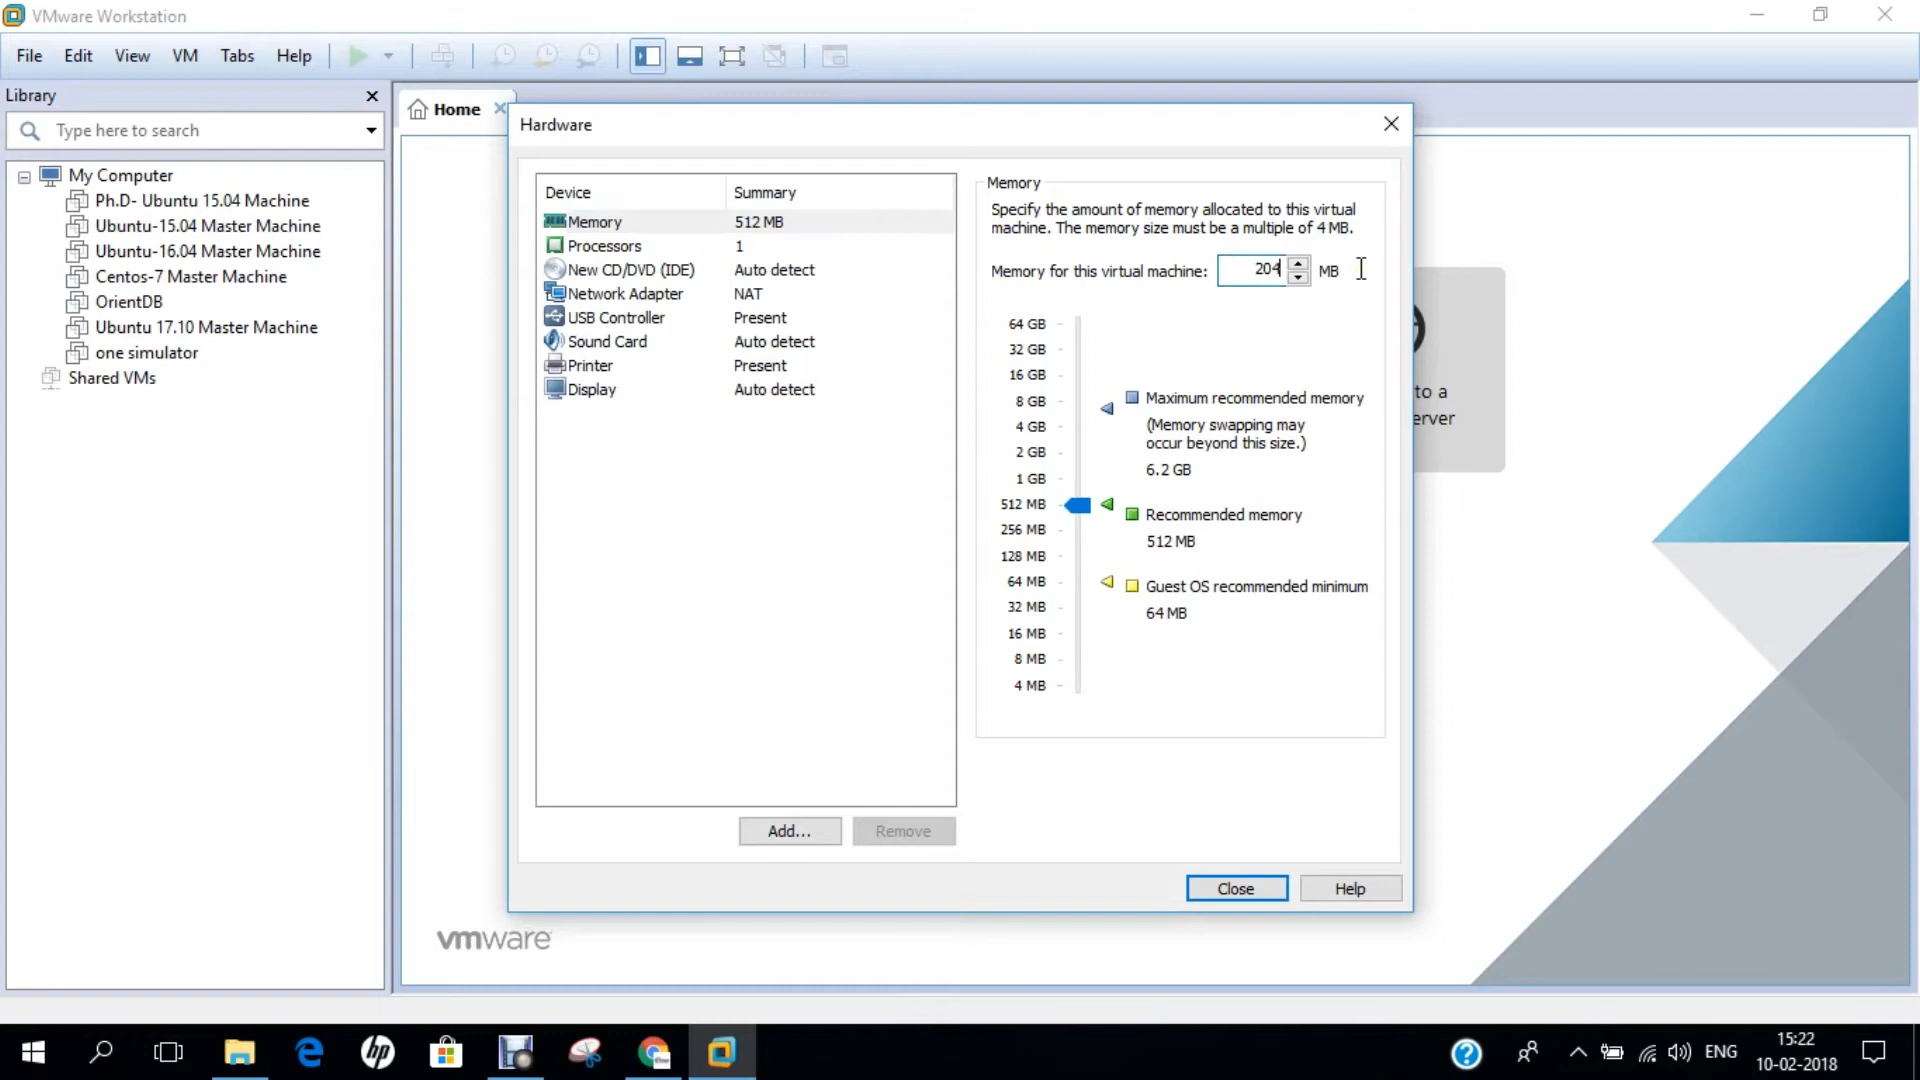 VMware Workstation
File Edit View VM Tabs Help
Library
Type here to search
My Computer
Ph.D- Ubuntu 15.04 Machine
Ubuntu-15.04 Master Machine
Ubuntu-16.04 Master Machine
Centos-7 Master Machine
OrientDB
Ubuntu 17.10 Master Machine
one simulator
Shared VMs
Home
Hardware
Device Summary
Memory 512 MB
Processors 1
New CD/DVD (IDE) Auto detect
Network Adapter NAT
USB Controller Present
Sound Card Auto detect
Printer Present
Display Auto detect
Add... Remove
Memory
Specify the amount of memory allocated to this virtual
machine. The memory size must be a multiple of 4 MB.
Memory for this virtual machine: 204 MB
64 GB
32 GB
16 GB
8 GB
4 GB
2 GB
1 GB
512 MB
256 MB
128 MB
64 MB
32 MB
16 MB
8 MB
4 MB
Maximum recommended memory
(Memory swapping may
occur beyond this size.)
6.2 GB
Recommended memory
512 MB
Guest OS recommended minimum
64 MB
Close Help
to a
erver
vmware
hp
ENG
15:22
10-02-2018